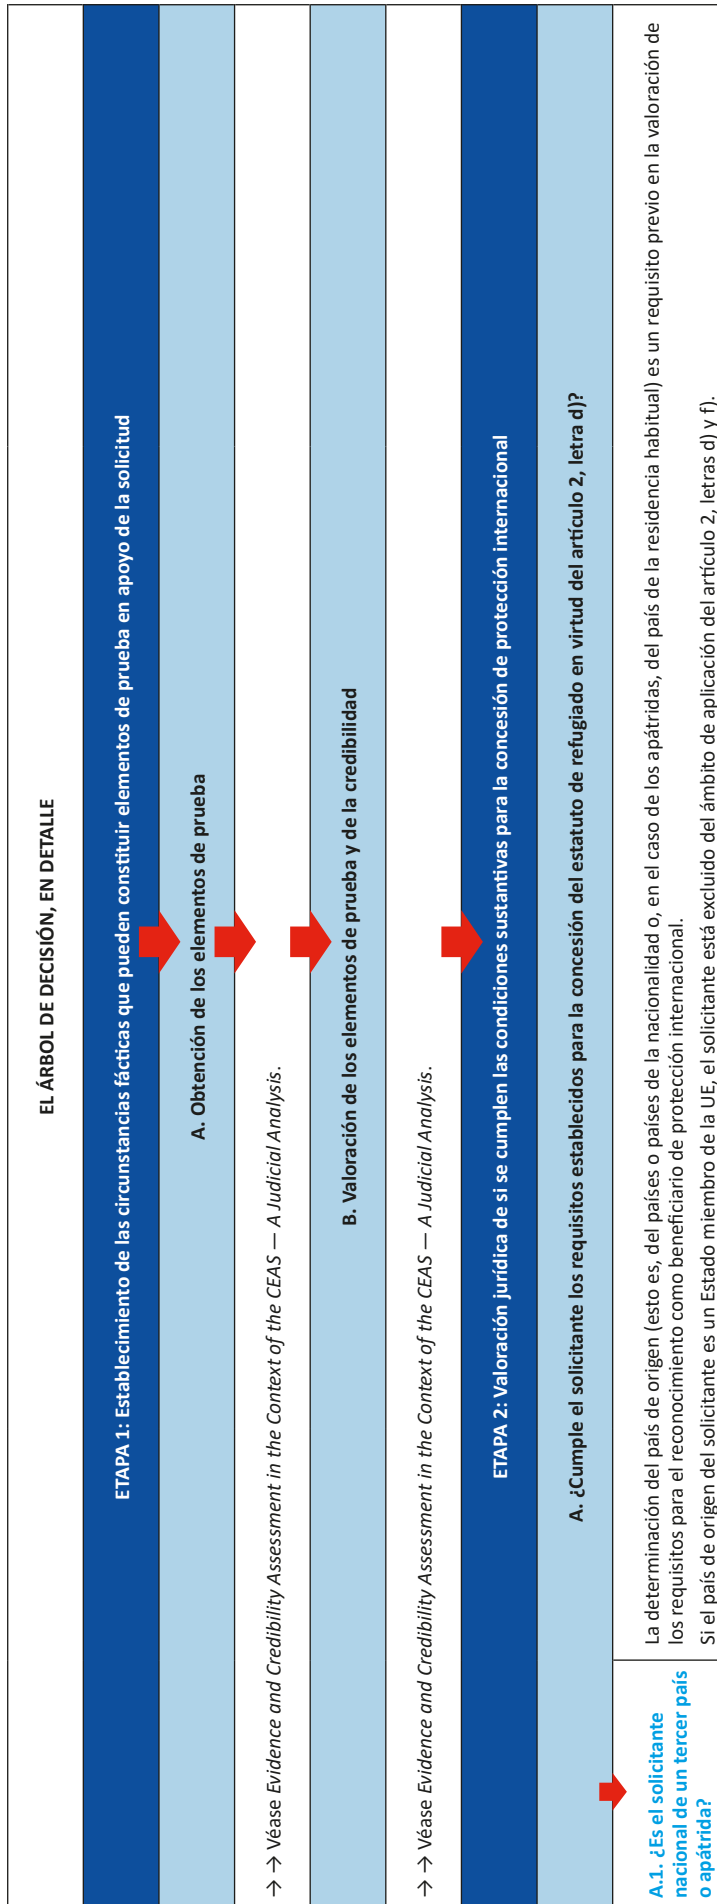 EL ÁRBOL DE DECISIÓN, EN DETALLE
ETAPA 1: Establecimiento de las circunstancias fácticas que pueden constituir elementos de prueba en apoyo de la solicitud
A. Obtención de los elementos de prueba
→ → Véase Evidence and Credibility Assessment in the Context of the CEAS — A Judicial Analysis.
B. Valoración de los elementos de prueba y de la credibilidad
→ → Véase Evidence and Credibility Assessment in the Context of the CEAS — A Judicial Analysis.
ETAPA 2: Valoración jurídica de si se cumplen las condiciones sustantivas para la concesión de protección internacional
A. ¿Cumple el solicitante los requisitos establecidos para la concesión del estatuto de refugiado en virtud del artículo 2, letra d)?
A.1. ¿Es el solicitante
nacional de un tercer país
o apátrida?
La determinación del país de origen (esto es, del países o países de la nacionalidad o, en el caso de los apátridas, del país de la residencia habitual) es un requisito previo en la valoración de
los requisitos para el reconocimiento como beneficiario de protección internacional.
Si el país de origen del solicitante es un Estado miembro de la UE, el solicitante está excluido del ámbito de aplicación del artículo 2, letras d) y f).